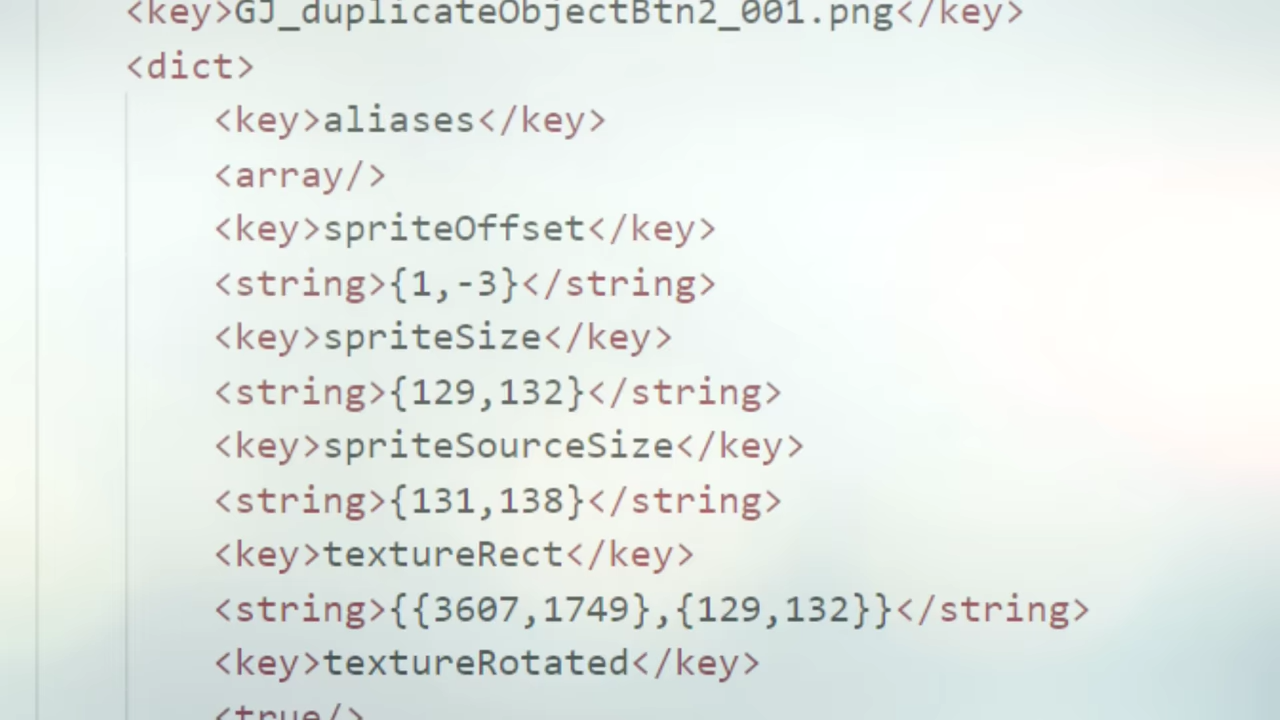 <key>GJ_duplicateObjectBtn2_001.png</key>
<dict>
<key>aliases</key>
<array/>
<key>spriteOffset</key>
<string>{1,-3}</string>
<key>spriteSize</key>
<string>{129,132}</string>
<key>spriteSourceSize</key>
<string>{131,138}</string>
<key>textureRect</key>
<string>{{3607,1749},{129,132}}</string>
<key>textureRotated</key>
<true/>